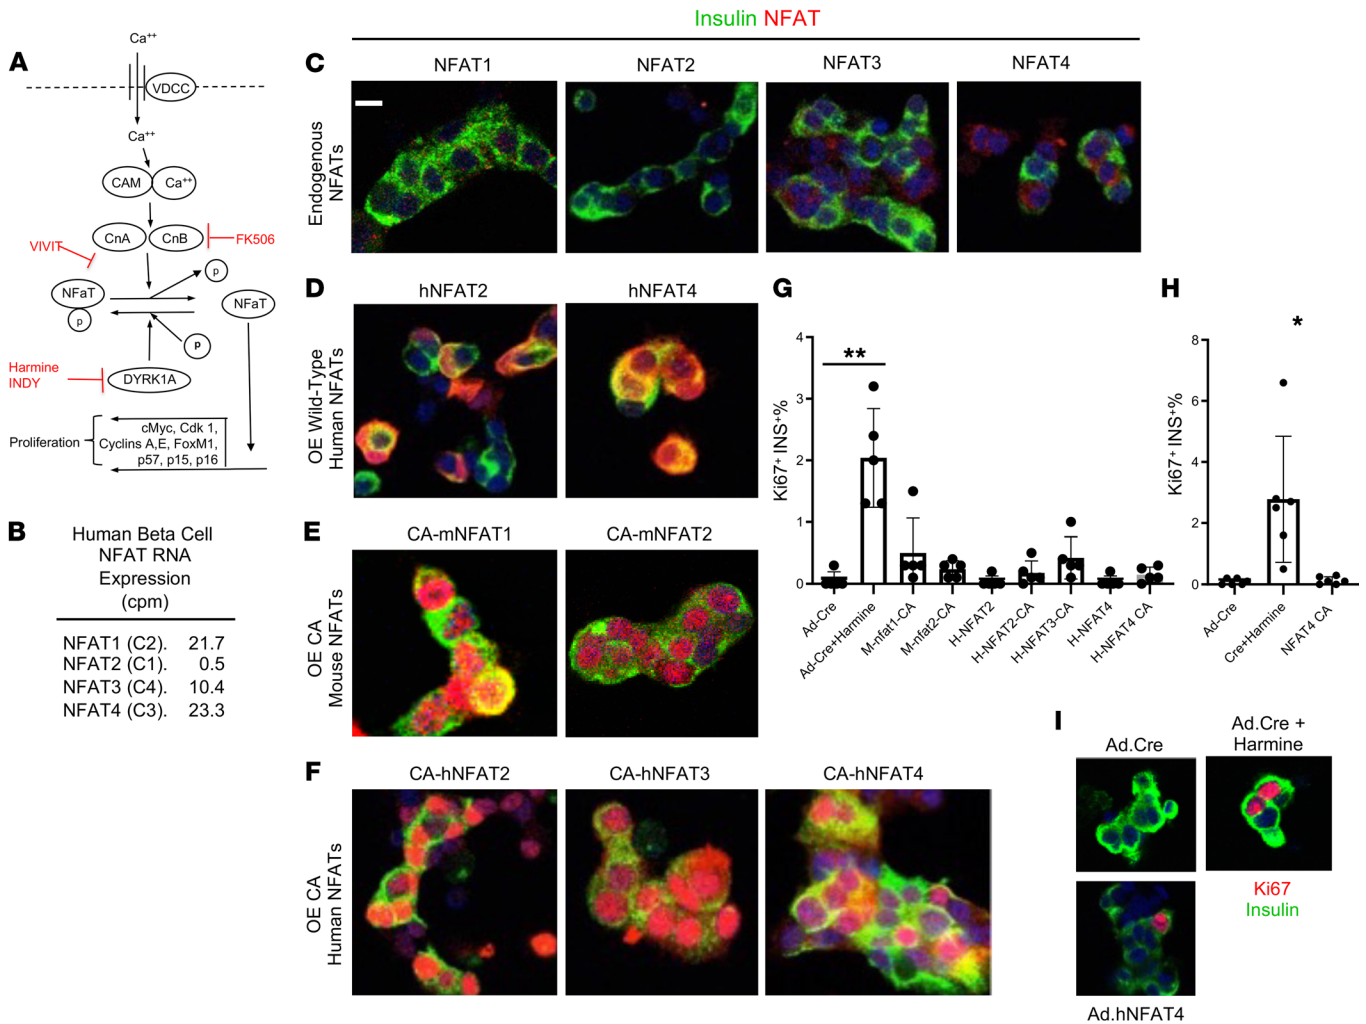 Insulin NFAT
A
Ca++
VDCC
Ca++
CAM
Ca++
CnA
CnB
VIVIT
FK506
p
NFaT
p
NFaT
p
Harmine
INDY
DYRK1A
Proliferation
cMyc, Cdk 1,
Cyclins A,E, FoxM1,
p57, p15, p16
B
Human Beta Cell
NFAT RNA
Expression
(cpm)
NFAT1 (C2). 21.7
NFAT2 (C1). 0.5
NFAT3 (C4). 10.4
NFAT4 (C3). 23.3
C
NFAT1
NFAT2
NFAT3
NFAT4
Endogenous
NFATs
D
hNFAT2
hNFAT4
OE Wild-Type
Human NFATs
E
CA-mNFAT1
CA-mNFAT2
OE CA
Mouse NFATs
F
CA-hNFAT2
CA-hNFAT3
CA-hNFAT4
OE CA
Human NFATs
G
Ki67+ INS+%
4
3
2
1
0
**
Ad-Cre
Ad-Cre+Harmine
M-nfat1-CA
M-nfat2-CA
H-NFAT2
H-NFAT2-CA
H-NFAT3-CA
H-NFAT4
H-NFAT4 CA
H
Ki67+ INS+%
8
6
4
2
0
*
Ad-Cre
Cre+Harmine
NFAT4 CA
I
Ad.Cre
Ad.Cre +
Harmine
Ki67
Insulin
Ad.hNFAT4